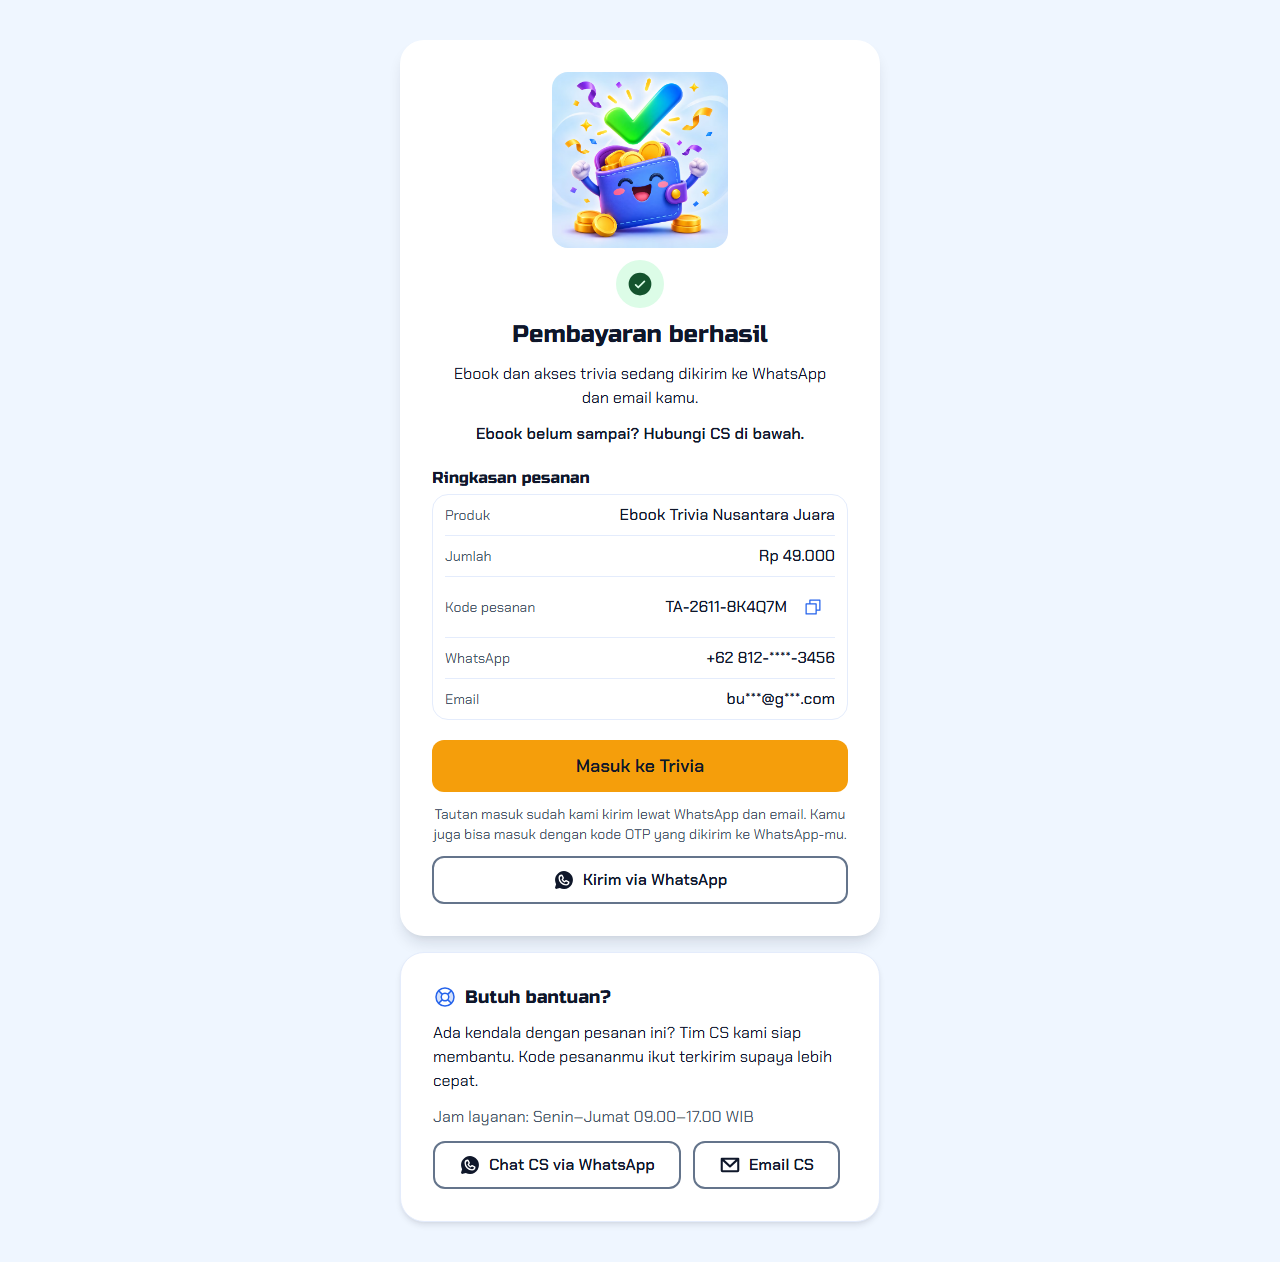 Pembayaran berhasil
Ebook dan akses trivia sedang dikirim ke WhatsApp
dan email kamu.
Ebook belum sampai? Hubungi CS di bawah.
Ringkasan pesanan
Produk Ebook Trivia Nusantara Juara
Jumlah Rp 49.000
Kode pesanan TA-2611-8K4Q7M
WhatsApp +62 812-****-3456
Email bu***@g***.com
Masuk ke Trivia
Tautan masuk sudah kami kirim lewat WhatsApp dan email. Kamu
juga bisa masuk dengan kode OTP yang dikirim ke WhatsApp-mu.
Kirim via WhatsApp
Butuh bantuan?
Ada kendala dengan pesanan ini? Tim CS kami siap
membantu. Kode pesananmu ikut terkirim supaya lebih
cepat.
Jam layanan: Senin–Jumat 09.00–17.00 WIB
Chat CS via WhatsApp Email CS